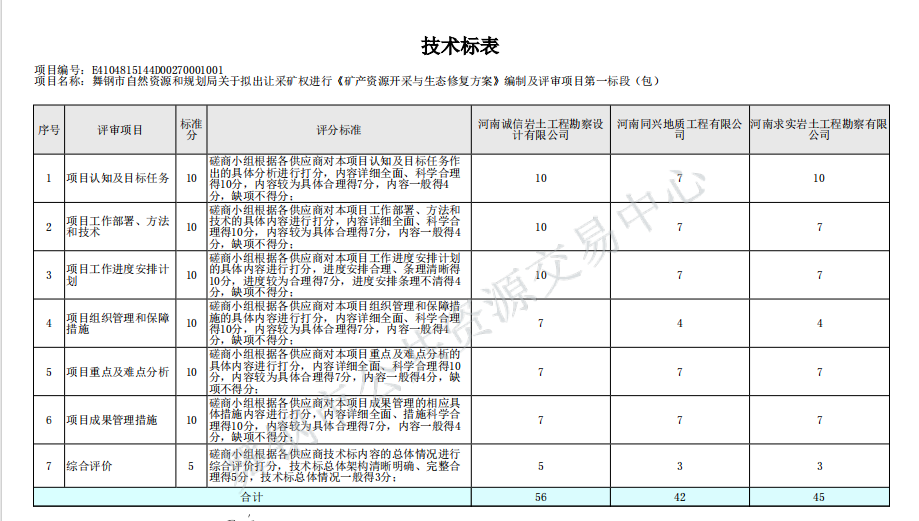 技术标表
项目编号: E4104815144D00270001001
项目名称: 舞钢市自然资源和规划局关于拟出让采矿权进行《矿产资源开采与生态修复方案》编制及评审项目第一标段（包）
序号 评审项目 标准分 评分标准 河南诚信岩土工程勘察设计有限公司 河南同兴地质工程有限公司 河南求实岩土工程勘察有限公司
1 项目认知及目标任务 10
磋商小组根据各供应商对本项目认知及目标任务作
出的具体分析进行打分，内容详细全面、科学合理
得10分，内容较为具体合理得7分，内容一般得4
分，缺项不得分；
10 7 10
2 项目工作部署、方法和技术 10
磋商小组根据各供应商对本项目工作部署、方法和
技术的具体内容进行打分，内容详细全面、科学合
理得10分，内容较为具体合理得7分，内容一般得4
分，缺项不得分；
10 7 7
3 项目工作进度安排计划 10
磋商小组根据各供应商对本项目工作进度安排计划
的具体内容进行打分，进度安排合理、条理清晰得
10分，进度较为合理得7分，进度安排条理不清得4
分，缺项不得分；
10 7 7
4 项目组织管理和保障措施 10
磋商小组根据各供应商对本项目组织管理和保障措
施的具体内容进行打分，内容详细全面、科学合理
得10分，内容较为具体合理得7分，内容一般得4
分，缺项不得分；
7 4 4
5 项目重点及难点分析 10
磋商小组根据各供应商对本项目重点及难点分析的
具体内容进行打分，内容详细全面、科学合理得10
分，内容较为具体合理得7分，内容一般得4分，缺
项不得分；
7 7 7
6 项目成果管理措施 10
磋商小组根据各供应商对本项目成果管理的相应具
体措施内容进行打分，内容详细全面、措施科学合
理得10分，内容较为具体合理得7分，内容一般得4
分，缺项不得分；
7 7 7
7 综合评价 5
磋商小组根据各供应商技术标内容的总体情况进行
综合评价打分，技术标总体架构清晰明确、完整合
理得5分，技术标总体情况一般得3分；
5 3 3
合计 56 42 45
舞钢市公共资源交易中心